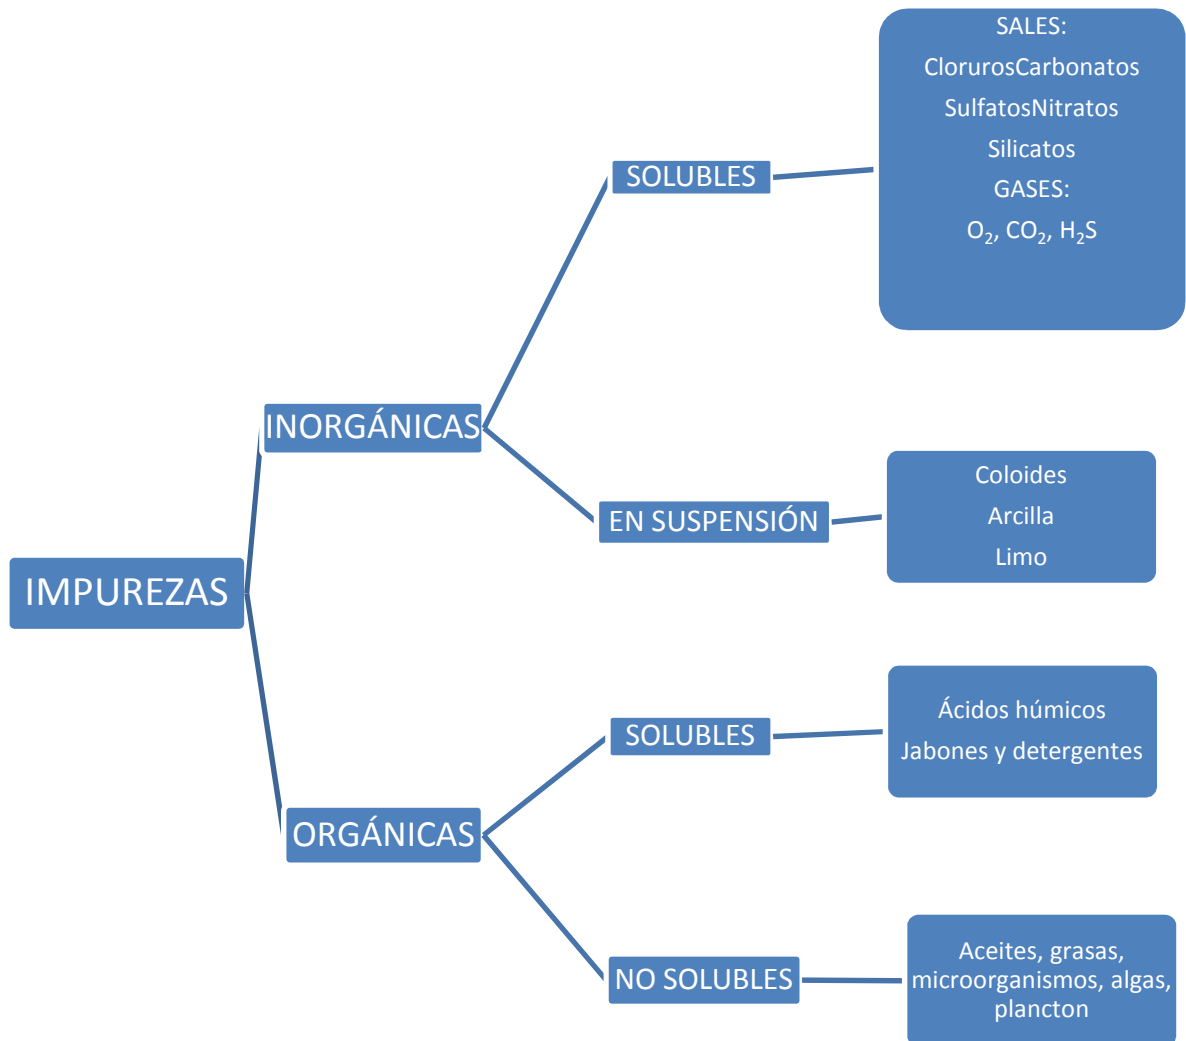 IMPUREZAS
INORGÁNICAS
SOLUBLES
SALES:
ClorurosCarbonatos
SulfatosNitratos
Silicatos
GASES:
O₂, CO₂, H₂S
EN SUSPENSIÓN
Coloides
Arcilla
Limo
ORGÁNICAS
SOLUBLES
Ácidos húmicos
Jabones y detergentes
NO SOLUBLES
Aceites, grasas,
microorganismos, algas,
plancton